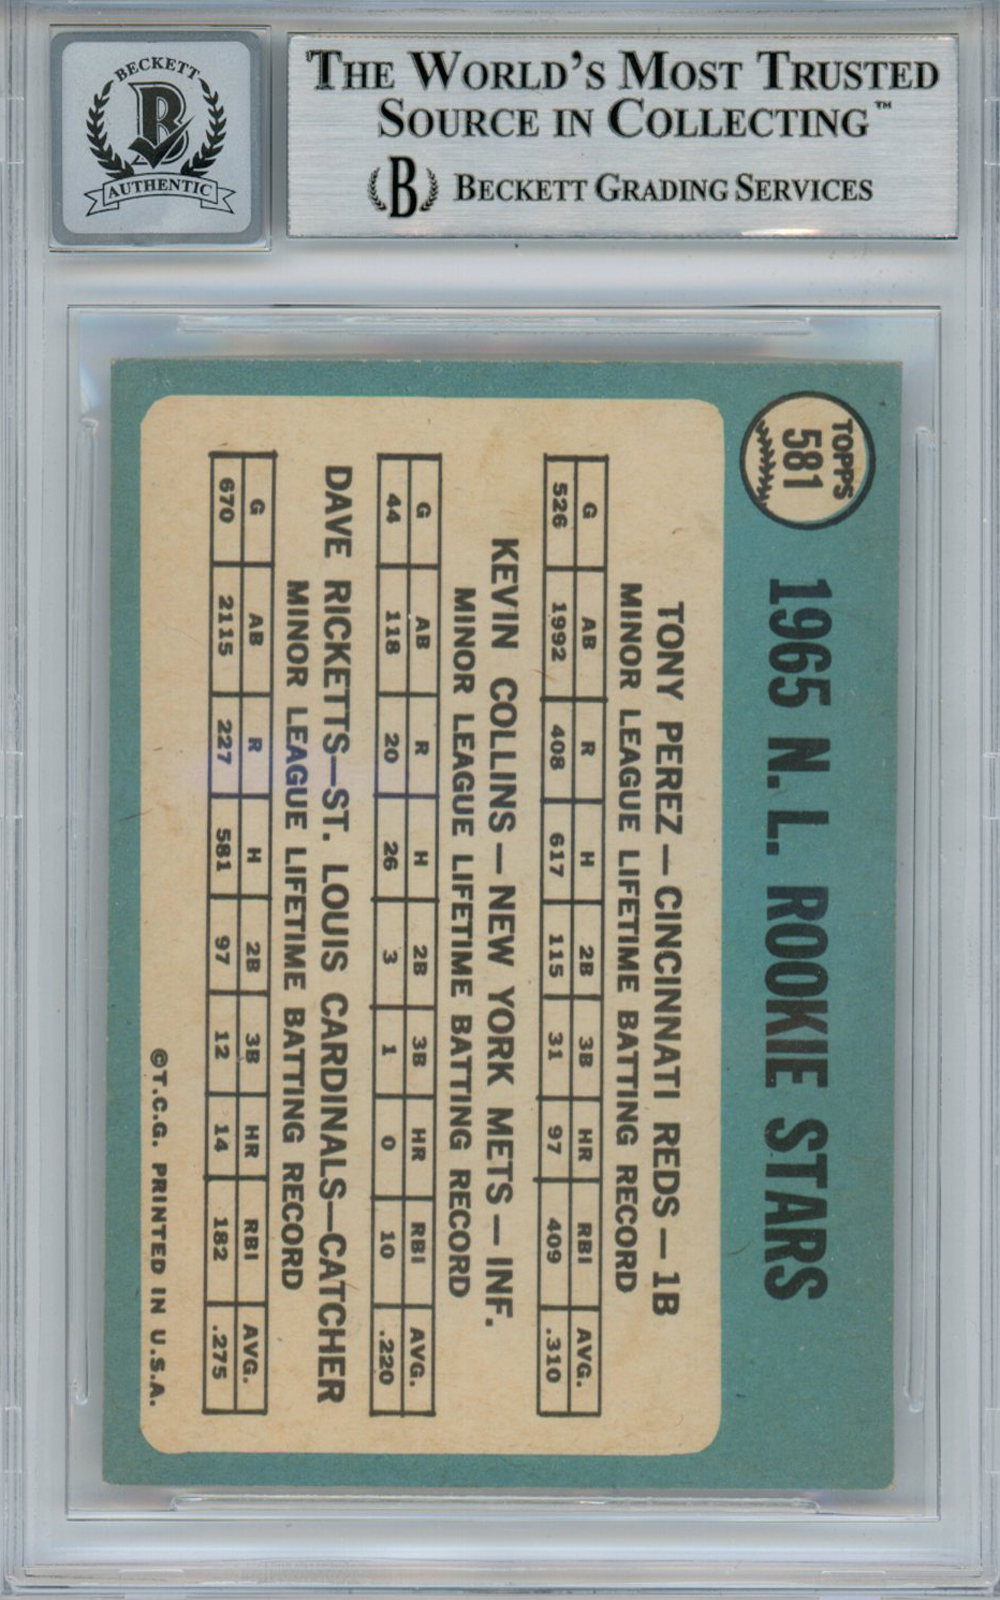 BECKETT
B
AUTHENTIC
THE WORLD'S MOST TRUSTED
SOURCE IN COLLECTING™
B BECKETT GRADING SERVICES
TOPPS
581
1965 N. L. ROOKIE STARS
TONY PEREZ—CINCINNATI REDS—1B
MINOR LEAGUE LIFETIME BATTING RECORD
G AB R H 2B 3B HR RBI AVG.
526 1992 408 617 115 31 97 409 .310
KEVIN COLLINS—NEW YORK METS—INF.
MINOR LEAGUE LIFETIME BATTING RECORD
G AB R H 2B 3B HR RBI AVG.
44 118 20 26 3 1 0 10 .220
DAVE RICKETTS—ST. LOUIS CARDINALS—CATCHER
MINOR LEAGUE LIFETIME BATTING RECORD
G AB R H 2B 3B HR RBI AVG.
670 2115 227 581 97 12 14 182 .275
©T.C.G. PRINTED IN U.S.A.